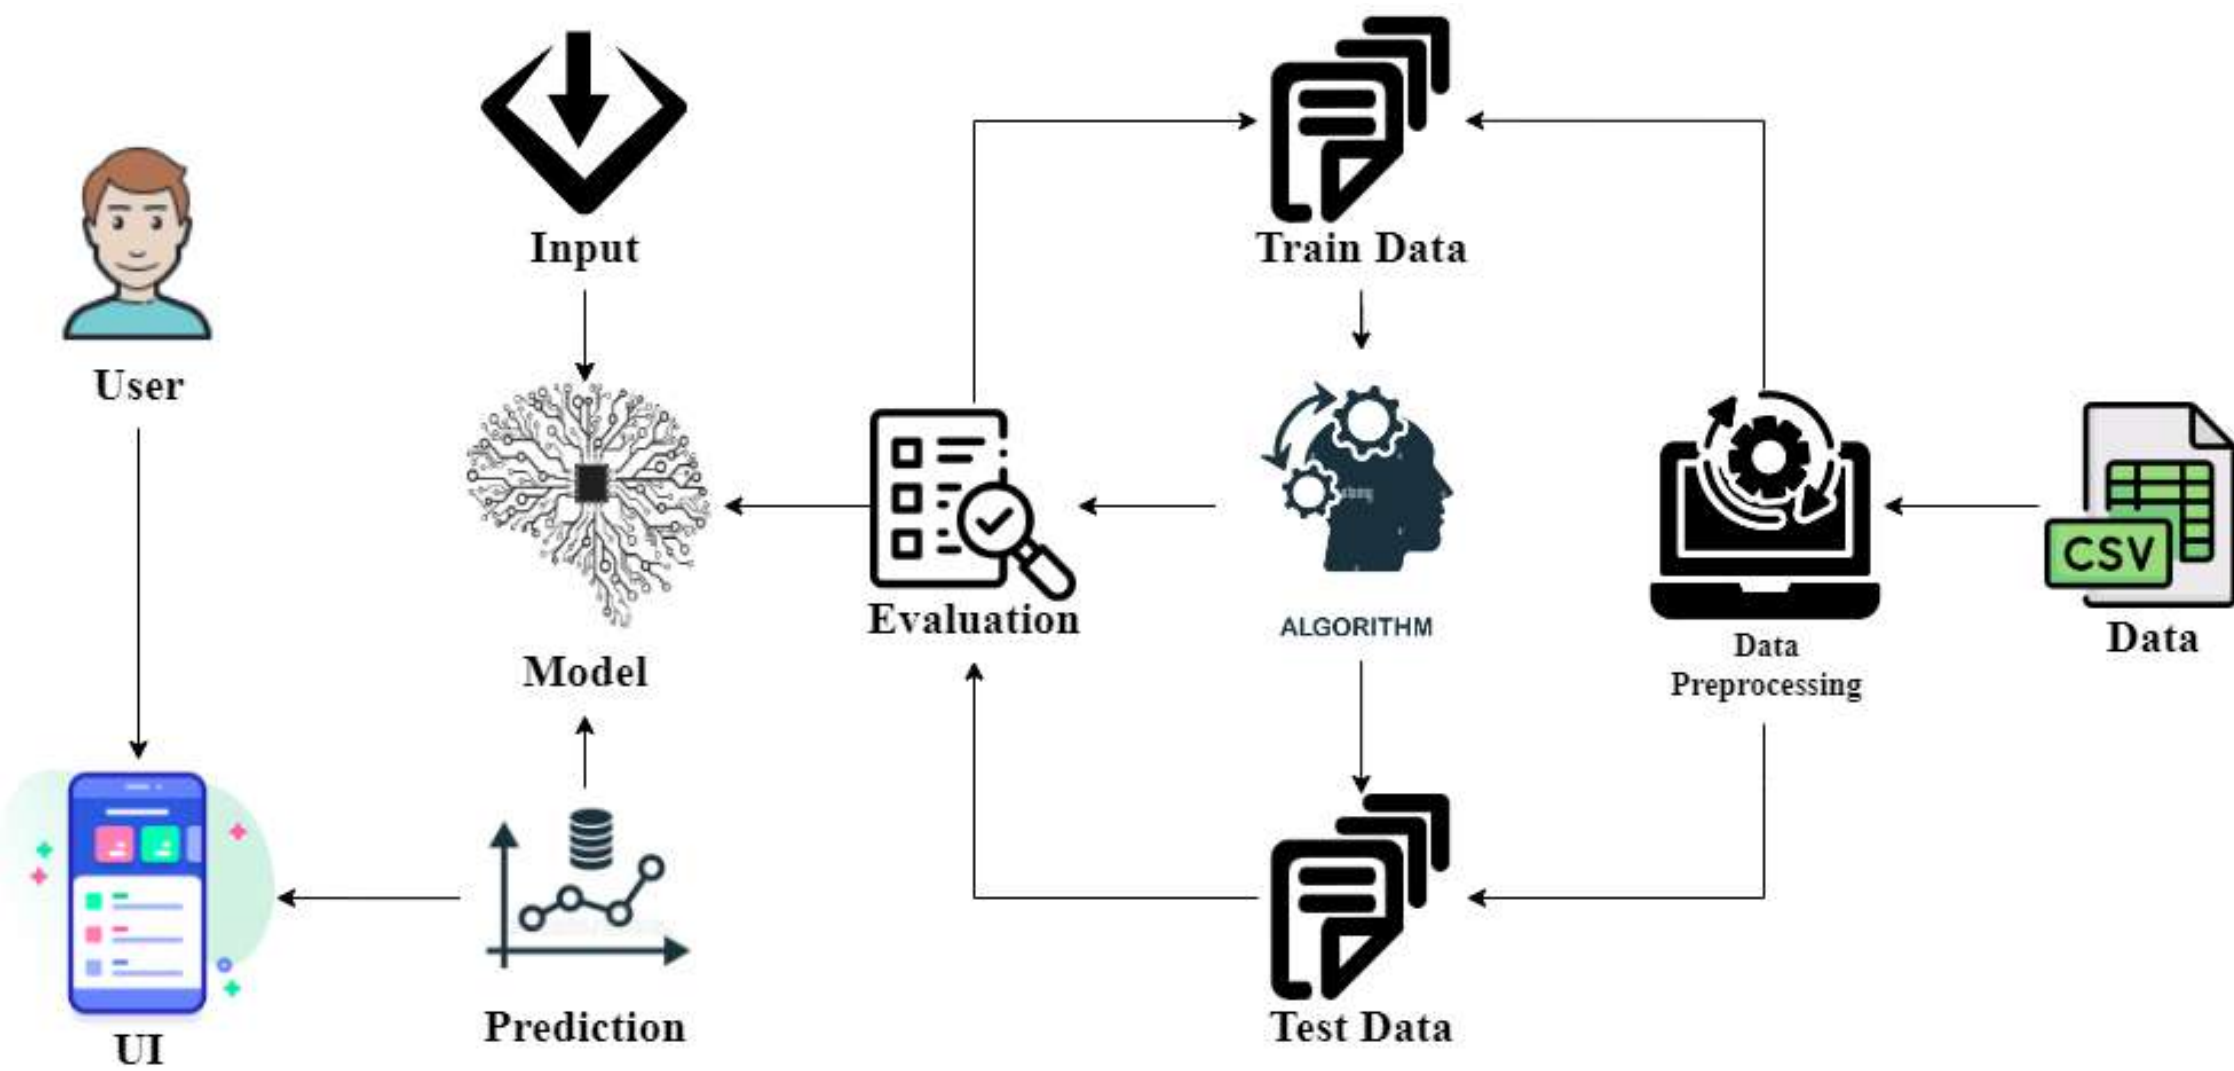 Input
Train Data
User
CSV
Evaluation
ALGORITHM
Data
Preprocessing
Data
Model
Prediction
Test Data
UI